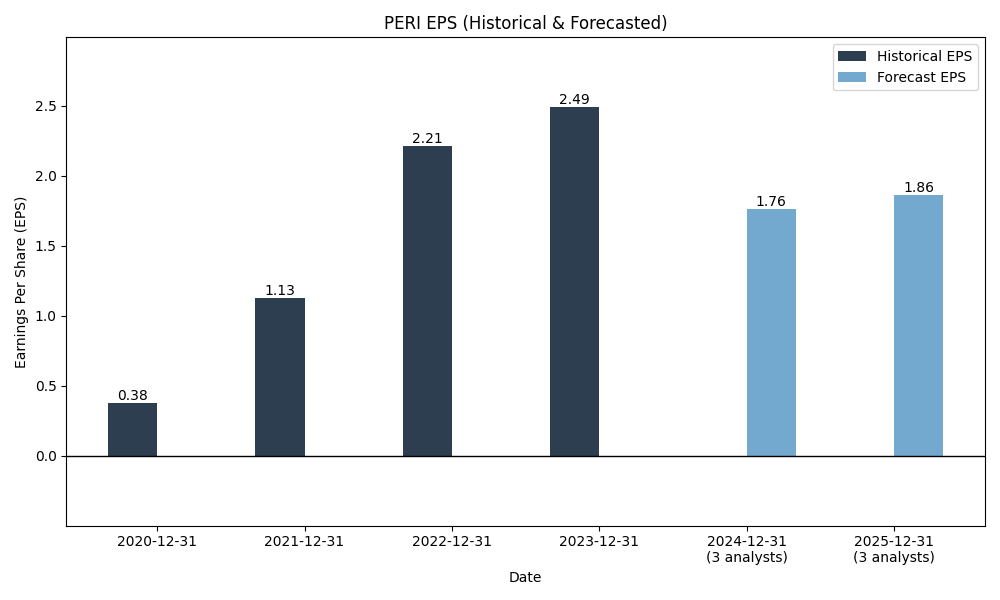 PERI EPS (Historical & Forecasted)
Historical EPS
Forecast EPS
Earnings Per Share (EPS)
2.5
2.0
1.5
1.0
0.5
0.0
0.38
1.13
2.21
2.49
1.76
1.86
2020-12-31
2021-12-31
2022-12-31
2023-12-31
2024-12-31
(3 analysts)
2025-12-31
(3 analysts)
Date